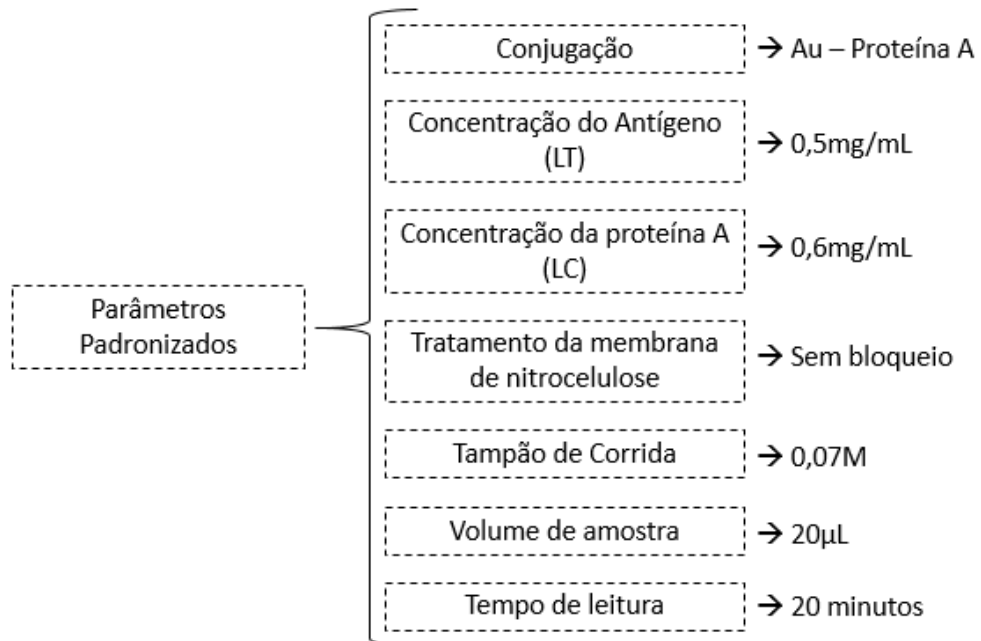 Parâmetros
Padronizados
Conjugação → Au – Proteína A
Concentração do Antígeno
(LT) → 0,5mg/mL
Concentração da proteína A
(LC) → 0,6mg/mL
Tratamento da membrana
de nitrocelulose → Sem bloqueio
Tampão de Corrida → 0,07M
Volume de amostra → 20µL
Tempo de leitura → 20 minutos